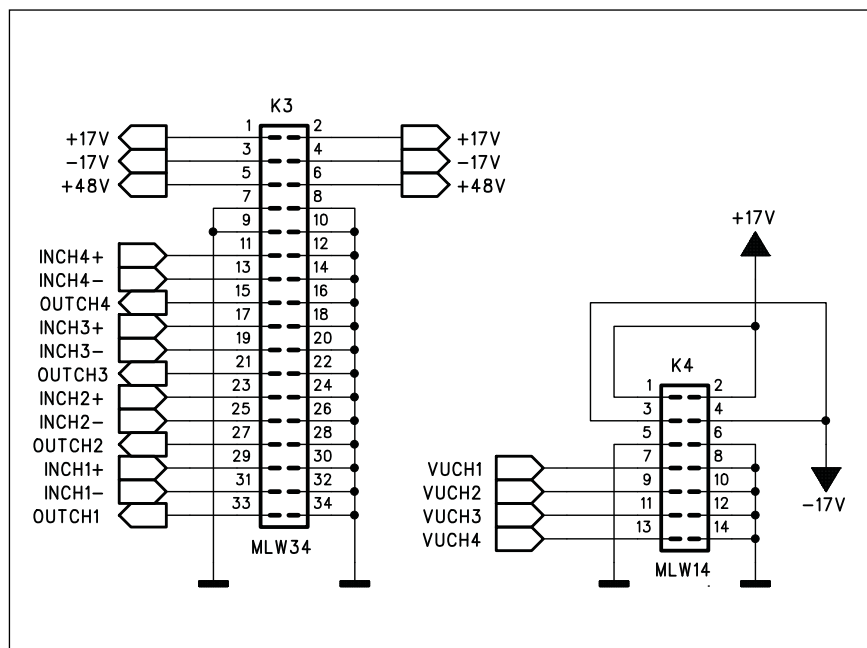 K3
1 2
+17V +17V
3 4
-17V -17V
5 6
+48V +48V
7 8
9 10
11 12
INCH4+
13 14
INCH4-
15 16
OUTCH4
17 18
INCH3+
19 20
INCH3-
21 22
OUTCH3
23 24
INCH2+
25 26
INCH2-
27 28
OUTCH2
29 30
INCH1+
31 32
INCH1-
33 34
OUTCH1
MLW34
+17V
K4
1 2
3 4
5 6
7 8
VUCH1
9 10
VUCH2
11 12
VUCH3
13 14
VUCH4
-17V
MLW14